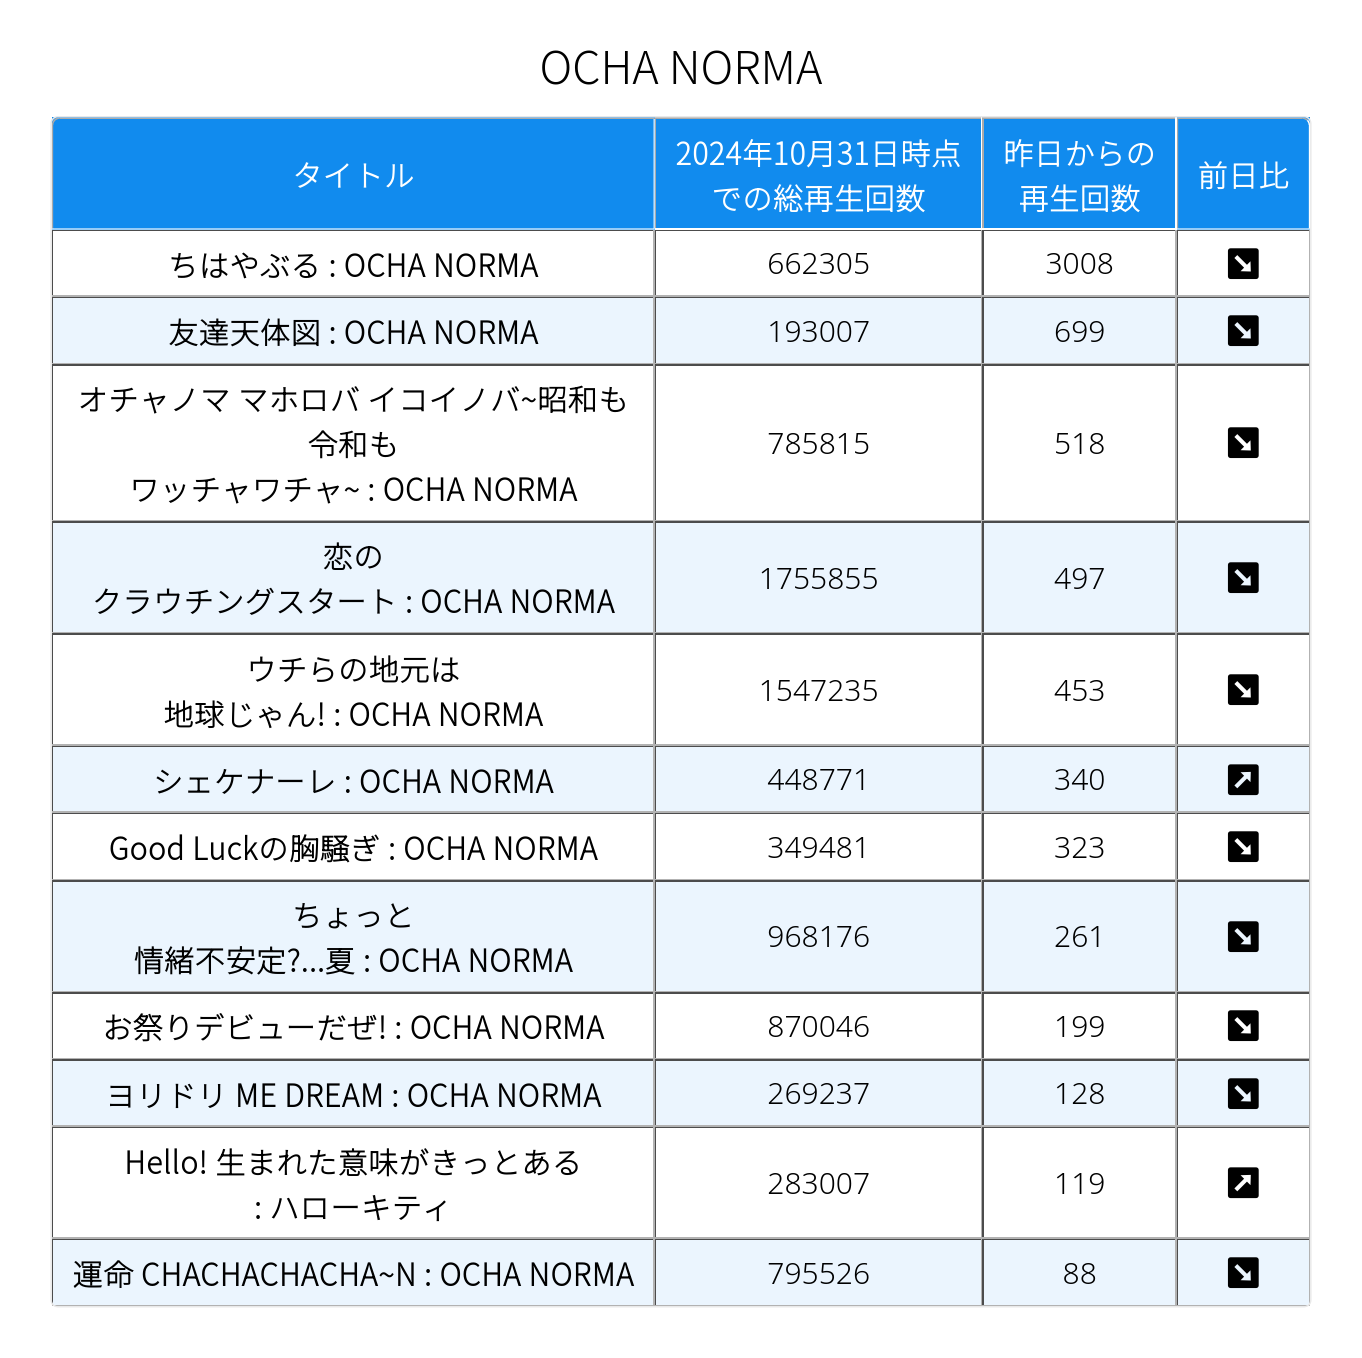 OCHA NORMA
タイトル
2024年10月31日時点
での総再生回数
昨日からの
再生回数
前日比
ちはやぶる : OCHA NORMA
662305
3008
友達天体図 : OCHA NORMA
193007
699
オチャノマ マホロバ イコイノバ~昭和も
令和も
ワッチャワチャ~ : OCHA NORMA
785815
518
恋の
クラウチングスタート : OCHA NORMA
1755855
497
ウチらの地元は
地球じゃん! : OCHA NORMA
1547235
453
シェケナーレ : OCHA NORMA
448771
340
Good Luckの胸騒ぎ : OCHA NORMA
349481
323
ちょっと
情緒不安定?...夏 : OCHA NORMA
968176
261
お祭りデビューだぜ! : OCHA NORMA
870046
199
ヨリドリ ME DREAM : OCHA NORMA
269237
128
Hello! 生まれた意味がきっとある
: ハローキティ
283007
119
運命 CHACHACHACHA~N : OCHA NORMA
795526
88